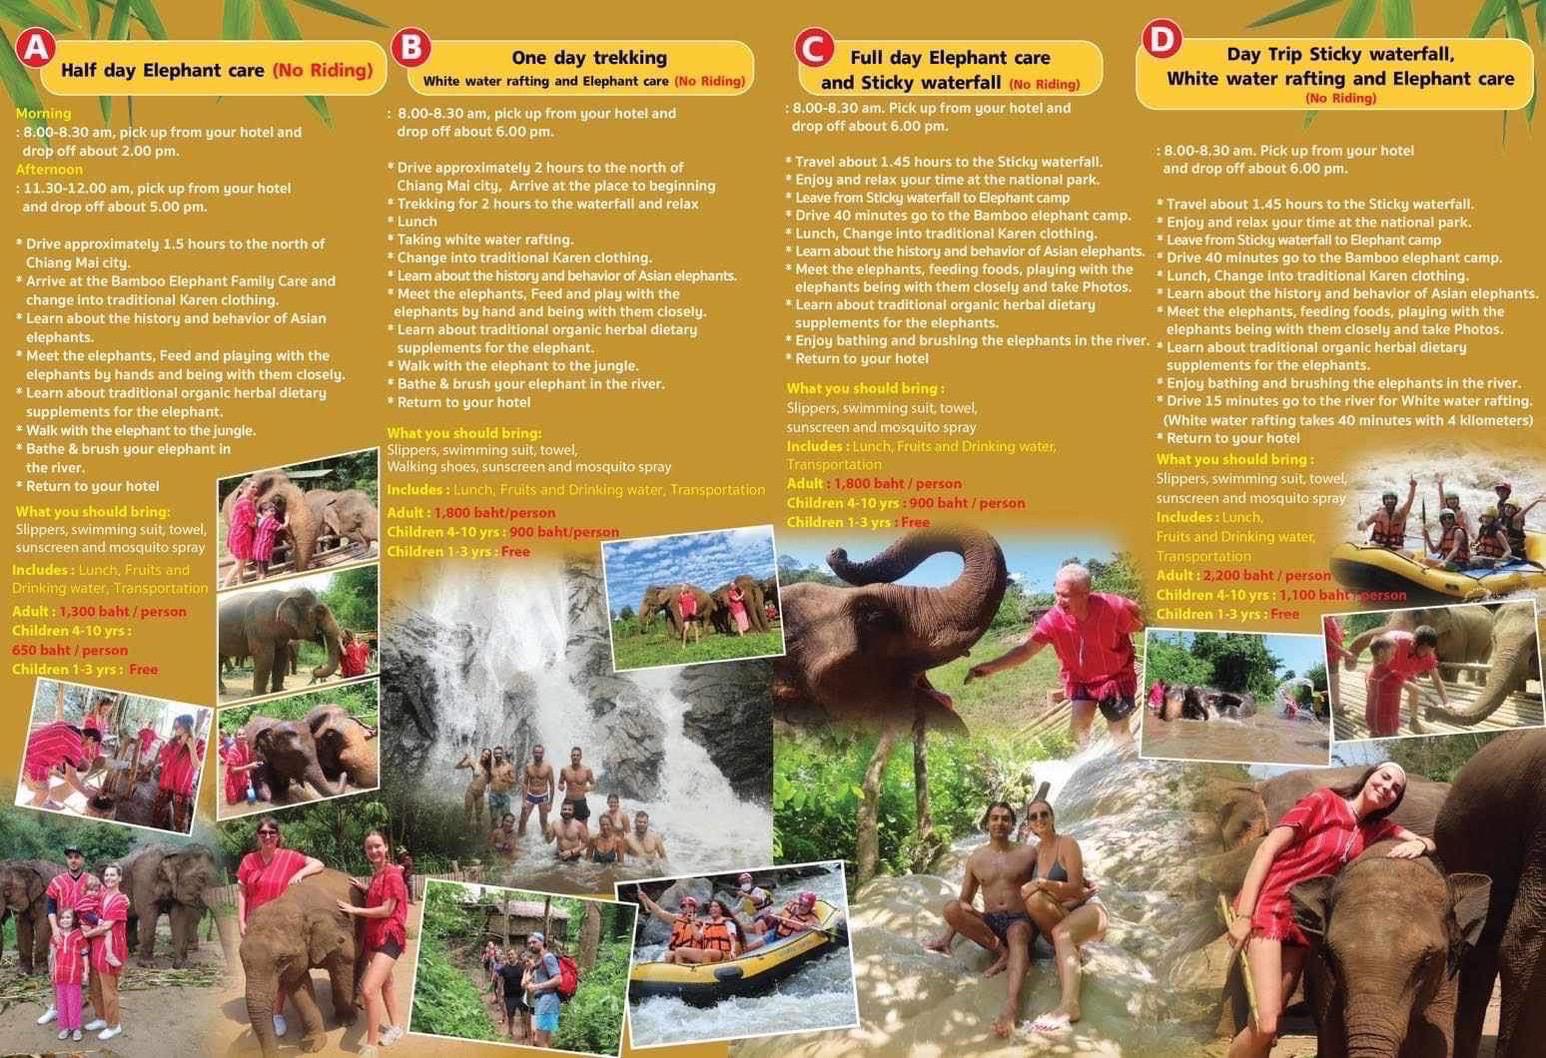 A
Half day Elephant care (No Riding)
Morning
: 8.00-8.30 am, pick up from your hotel and
drop off about 2.00 pm.
Afternoon
: 11.30-12.00 am, pick up from your hotel
and drop off about 5.00 pm.
* Drive approximately 1.5 hours to the north of
Chiang Mai city.
* Arrive at the Bamboo Elephant Family Care and
change into traditional Karen clothing.
* Learn about the history and behavior of Asian
elephants.
* Meet the elephants, Feed and playing with the
elephants by hands and being with them closely.
* Learn about traditional organic herbal dietary
supplements for the elephant.
* Walk with the elephant to the jungle.
* Bathe & brush your elephant in
the river.
* Return to your hotel
What you should bring:
Slippers, swimming suit, towel,
sunscreen and mosquito spray
Includes : Lunch, Fruits and
Drinking water, Transportation
Adult : 1,300 baht / person
Children 4-10 yrs :
650 baht / person
Children 1-3 yrs : Free
B
One day trekking
White water rafting and Elephant care (No Riding)
: 8.00-8.30 am, pick up from your hotel and
drop off about 6.00 pm.
* Drive approximately 2 hours to the north of
Chiang Mai city, Arrive at the place to beginning
* Trekking for 2 hours to the waterfall and relax
* Lunch
* Taking white water rafting.
* Change into traditional Karen clothing.
* Learn about the history and behavior of Asian elephants.
* Meet the elephants, Feed and play with the
elephants by hand and being with them closely.
* Learn about traditional organic herbal dietary
supplements for the elephant.
* Walk with the elephant to the jungle.
* Bathe & brush your elephant in the river.
* Return to your hotel
What you should bring:
Slippers, swimming suit, towel,
Walking shoes, sunscreen and mosquito spray
Includes : Lunch, Fruits and Drinking water, Transportation
Adult : 1,800 baht/person
Children 4-10 yrs : 900 baht/person
Children 1-3 yrs : Free
C
Full day Elephant care
and Sticky waterfall (No Riding)
: 8.00-8.30 am. Pick up from your hotel and
drop off about 6.00 pm.
* Travel about 1.45 hours to the Sticky waterfall.
* Enjoy and relax your time at the national park.
* Leave from Sticky waterfall to Elephant camp
* Drive 40 minutes go to the Bamboo elephant camp.
* Lunch, Change into traditional Karen clothing.
* Learn about the history and behavior of Asian elephants.
* Meet the elephants, feeding foods, playing with the
elephants being with them closely and take Photos.
* Learn about traditional organic herbal dietary
supplements for the elephants.
* Enjoy bathing and brushing the elephants in the river.
* Return to your hotel
What you should bring :
Slippers, swimming suit, towel,
sunscreen and mosquito spray
Includes : Lunch, Fruits and Drinking water,
Transportation
Adult : 1,800 baht / person
Children 4-10 yrs : 900 baht / person
Children 1-3 yrs : Free
D
Day Trip Sticky waterfall,
White water rafting and Elephant care
(No Riding)
: 8.00-8.30 am. Pick up from your hotel
and drop off about 6.00 pm.
* Travel about 1.45 hours to the Sticky waterfall.
* Enjoy and relax your time at the national park.
* Leave from Sticky waterfall to Elephant camp
* Drive 40 minutes go to the Bamboo elephant camp.
* Lunch, Change into traditional Karen clothing.
* Learn about the history and behavior of Asian elephants.
* Meet the elephants, feeding foods, playing with the
elephants being with them closely and take Photos.
* Learn about traditional organic herbal dietary
supplements for the elephants.
* Enjoy bathing and brushing the elephants in the river.
* Drive 15 minutes go to the river for White water rafting.
(White water rafting takes 40 minutes with 4 kilometers)
* Return to your hotel
What you should bring :
Slippers, swimming suit, towel,
sunscreen and mosquito spray
Includes : Lunch,
Fruits and Drinking water,
Transportation
Adult : 2,200 baht / person
Children 4-10 yrs : 1,100 baht / person
Children 1-3 yrs : Free